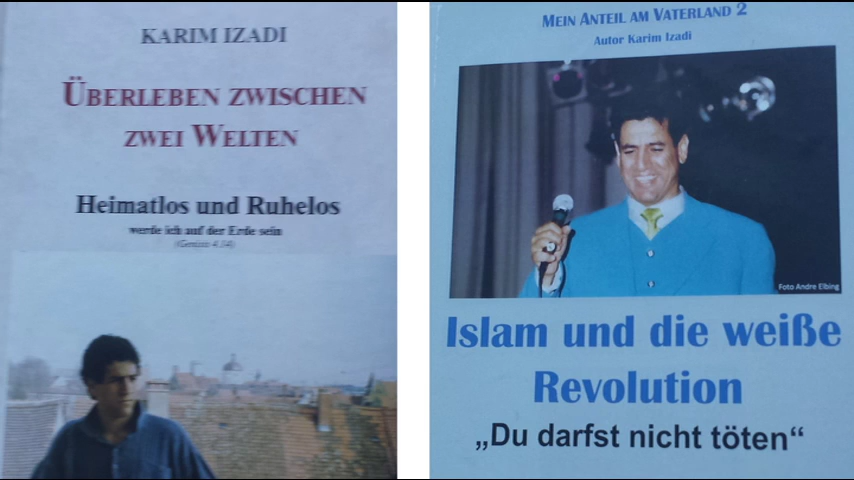 KARIM IZADI
ÜBERLEBEN ZWISCHEN
ZWEI WELTEN
Heimatlos und Ruhelos
werde ich auf der Erde sein
(Genisis 4,14)
MEIN ANTEIL AM VATERLAND 2
Autor Karim Izadi
Foto Andre Elbing
Islam und die weiße
Revolution
„Du darfst nicht töten“